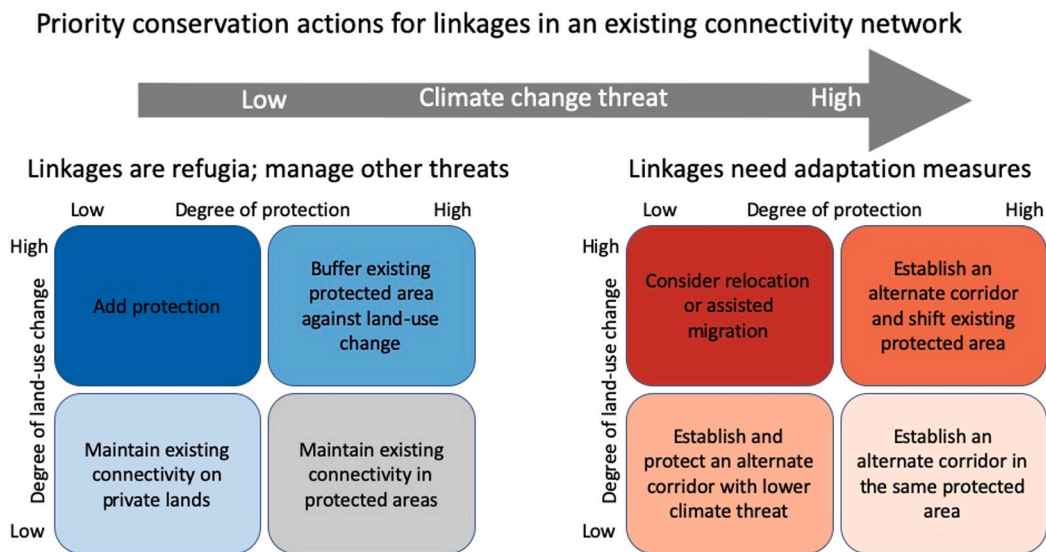 Priority conservation actions for linkages in an existing connectivity network
Low Climate change threat High
Linkages are refugia; manage other threats
Low Degree of protection High
High
Degree of land-use change
Low
Add protection
Buffer existing
protected area
against land-use
change
Maintain existing
connectivity on
private lands
Maintain existing
connectivity in
protected areas
Linkages need adaptation measures
Low Degree of protection High
High
Degree of land-use change
Low
Consider relocation
or assisted
migration
Establish an
alternate corridor
and shift existing
protected area
Establish and
protect an alternate
corridor with lower
climate threat
Establish an
alternate corridor in
the same protected
area